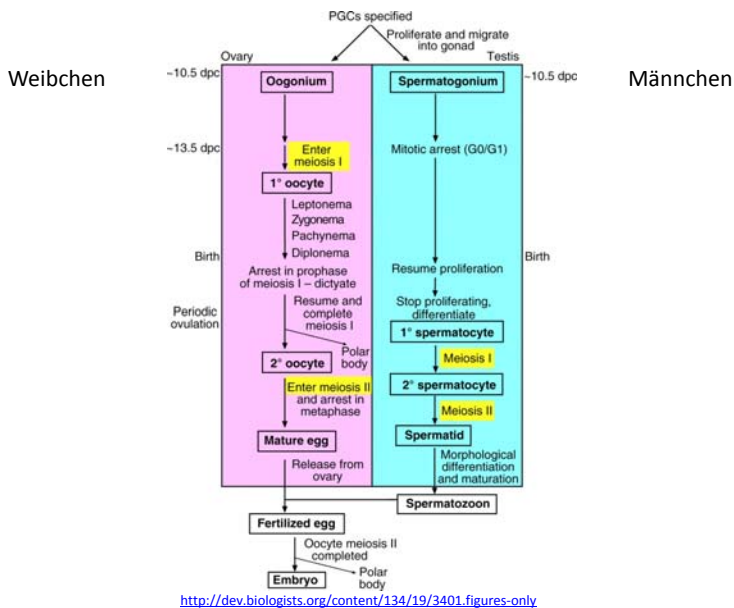 PGCs specified
Proliferate and migrate
into gonad
Ovary
Testis
Weibchen
Männchen
~10.5 dpc
Oogonium
Spermatogonium
~10.5 dpc
~13.5 dpc
Enter
meiosis I
Mitotic arrest (G0/G1)
1° oocyte
Leptonema
Zygonema
Pachynema
Diplonema
Birth
Birth
Arrest in prophase
of meiosis I – dictyate
Resume proliferation
Periodic
ovulation
Resume and
complete
meiosis I
Stop proliferating,
differentiate
1° spermatocyte
Polar
body
Meiosis I
2° oocyte
2° spermatocyte
Enter meiosis II
and arrest in
metaphase
Meiosis II
Mature egg
Spermatid
Release from
ovary
Morphological
differentiation
and maturation
Spermatozoon
Fertilized egg
Oocyte meiosis II
completed
Polar
body
Embryo
http://dev.biologists.org/content/134/19/3401.figures-only